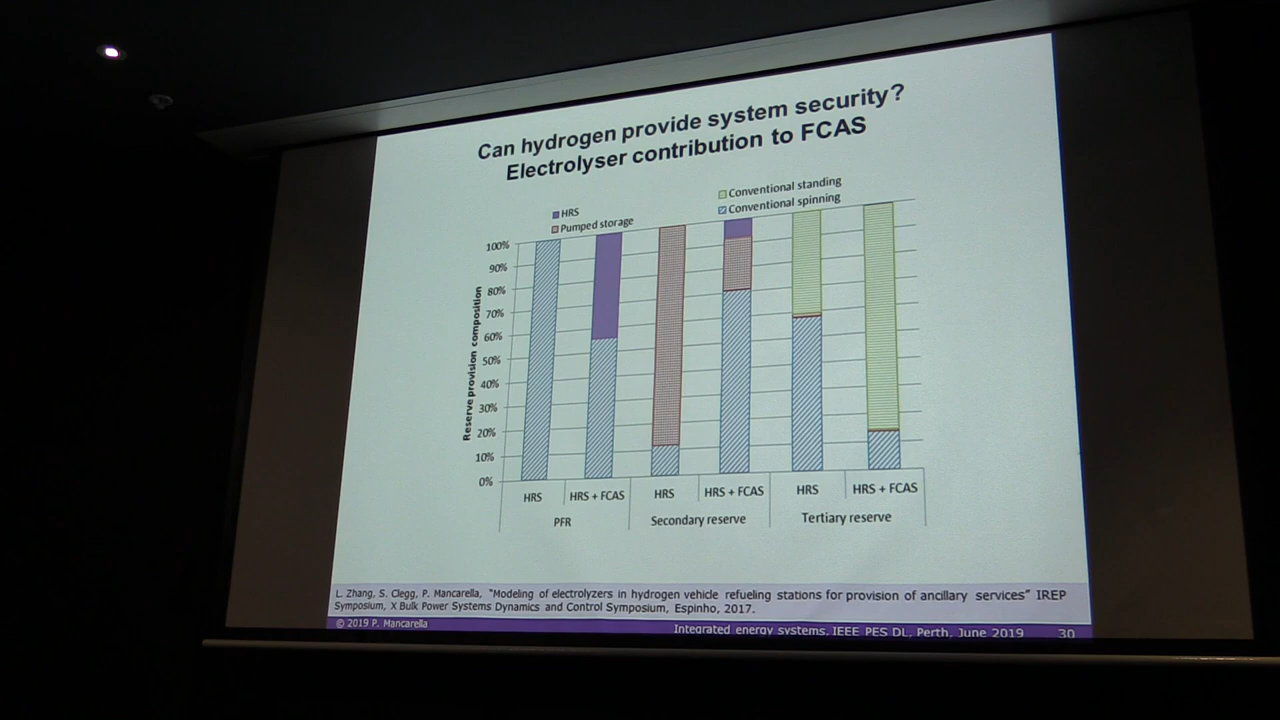 Can hydrogen provide system security?
Electrolyser contribution to FCAS
HRS
Pumped storage
Conventional standing
Conventional spinning
Reserve provision composition
100%
90%
80%
70%
60%
50%
40%
30%
20%
10%
0%
HRS
HRS + FCAS
HRS
HRS + FCAS
HRS
HRS + FCAS
PFR
Secondary reserve
Tertiary reserve
L. Zhang, S. Clegg, P. Mancarella, "Modeling of electrolyzers in hydrogen vehicle refueling stations for provision of ancillary services" IREP
Symposium, X Bulk Power Systems Dynamics and Control Symposium, Espinho, 2017.
© 2019 P. Mancarella
Integrated energy systems. IEEE PES DL, Perth, June 2019
30